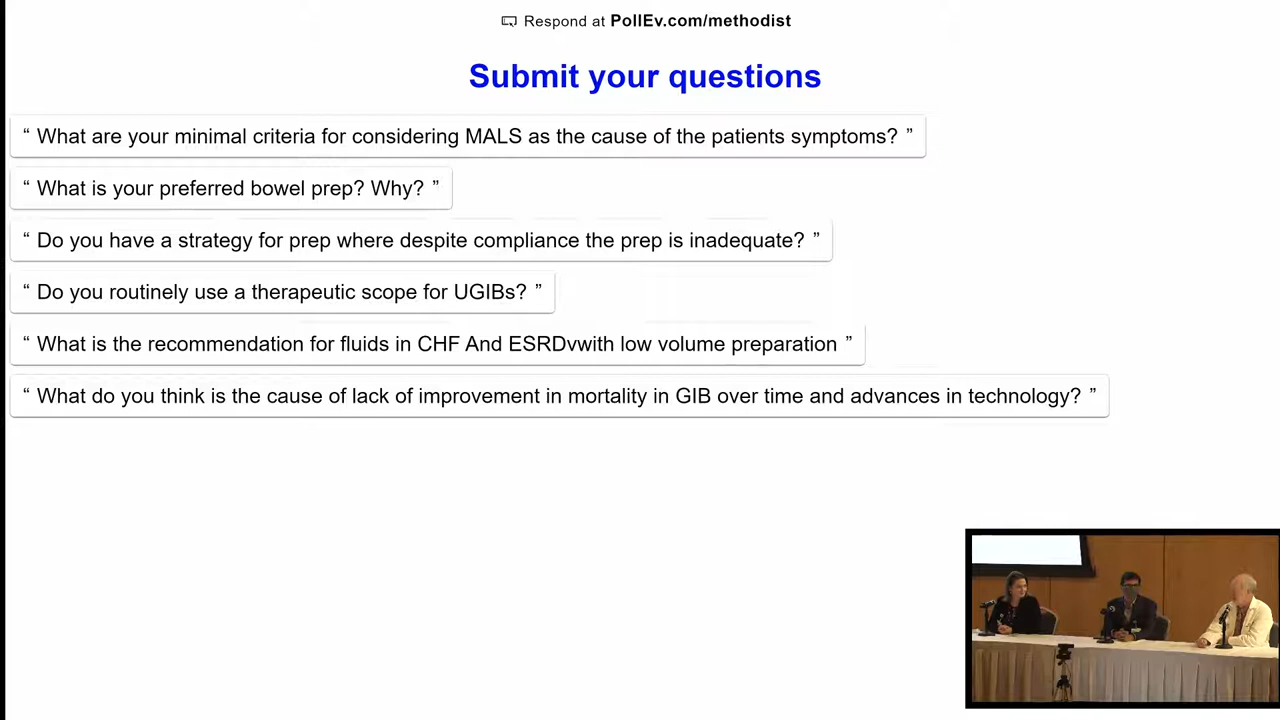 Respond at PollEv.com/methodist
Submit your questions
“ What are your minimal criteria for considering MALS as the cause of the patients symptoms? ”
“ What is your preferred bowel prep? Why? ”
“ Do you have a strategy for prep where despite compliance the prep is inadequate? ”
“ Do you routinely use a therapeutic scope for UGIBs? ”
“ What is the recommendation for fluids in CHF And ESRDvwith low volume preparation ”
“ What do you think is the cause of lack of improvement in mortality in GIB over time and advances in technology? ”